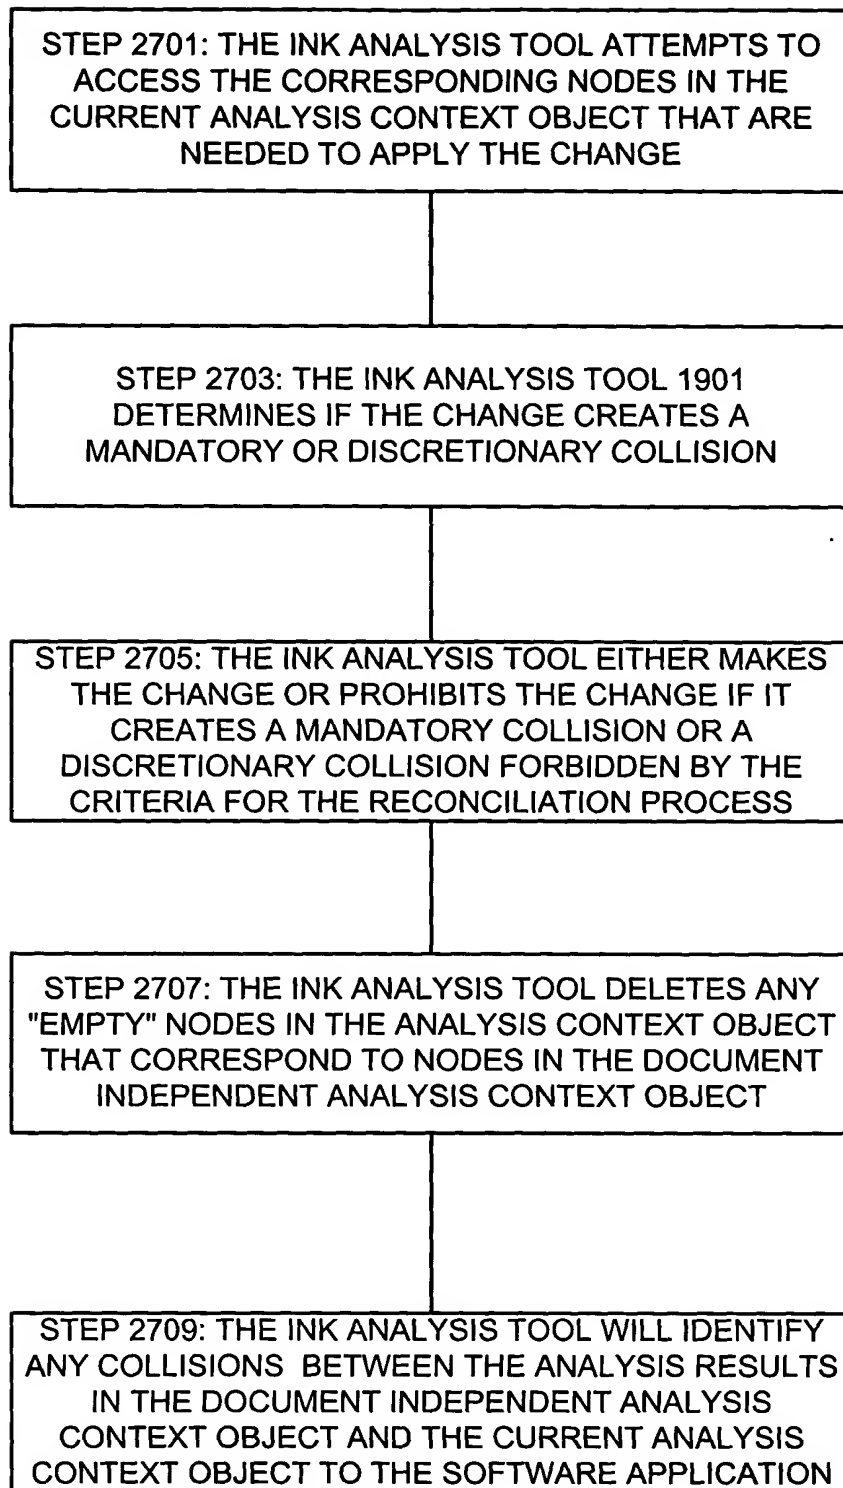 STEP 2701: THE INK ANALYSIS TOOL ATTEMPTS TO
ACCESS THE CORRESPONDING NODES IN THE
CURRENT ANALYSIS CONTEXT OBJECT THAT ARE
NEEDED TO APPLY THE CHANGE
STEP 2703: THE INK ANALYSIS TOOL 1901
DETERMINES IF THE CHANGE CREATES A
MANDATORY OR DISCRETIONARY COLLISION
STEP 2705: THE INK ANALYSIS TOOL EITHER MAKES
THE CHANGE OR PROHIBITS THE CHANGE IF IT
CREATES A MANDATORY COLLISION OR A
DISCRETIONARY COLLISION FORBIDDEN BY THE
CRITERIA FOR THE RECONCILIATION PROCESS
STEP 2707: THE INK ANALYSIS TOOL DELETES ANY
"EMPTY" NODES IN THE ANALYSIS CONTEXT OBJECT
THAT CORRESPOND TO NODES IN THE DOCUMENT
INDEPENDENT ANALYSIS CONTEXT OBJECT
STEP 2709: THE INK ANALYSIS TOOL WILL IDENTIFY
ANY COLLISIONS BETWEEN THE ANALYSIS RESULTS
IN THE DOCUMENT INDEPENDENT ANALYSIS
CONTEXT OBJECT AND THE CURRENT ANALYSIS
CONTEXT OBJECT TO THE SOFTWARE APPLICATION